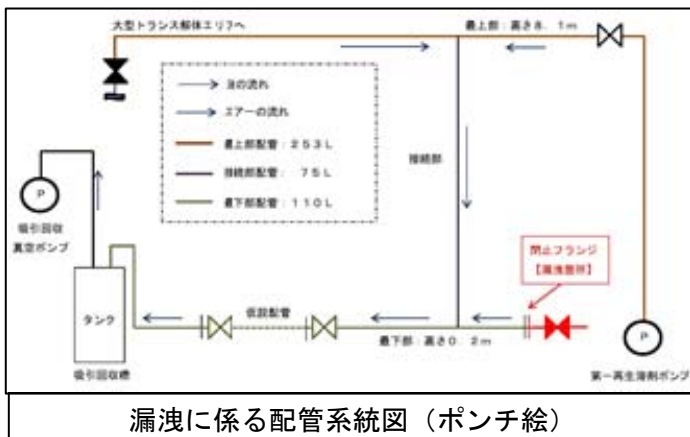 大型トランス解体エリアへ
最上部：高さ8．1m
油の流れ
エアーの流れ
最上部配管：253L
接続部配管： 75L
最下部配管：110L
接続部
P
吸引回収
真空ポンプ
閉止フランジ
【漏洩箇所】
タンク
仮設配管
最下部：高さ0．2m
P
吸引回収槽
第一再生溶剤ポンプ
漏洩に係る配管系統図（ポンチ絵）